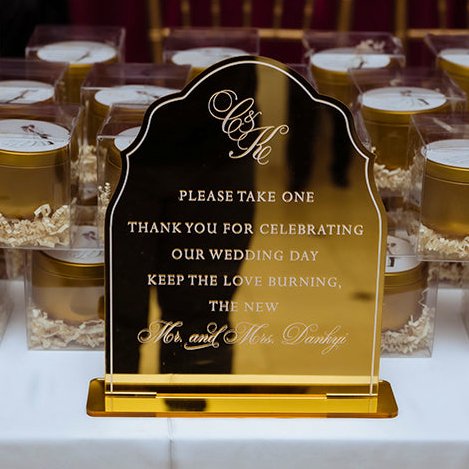 C & K
PLEASE TAKE ONE
THANK YOU FOR CELEBRATING
OUR WEDDING DAY
KEEP THE LOVE BURNING,
THE NEW
Mr. and Mrs. Dankyi